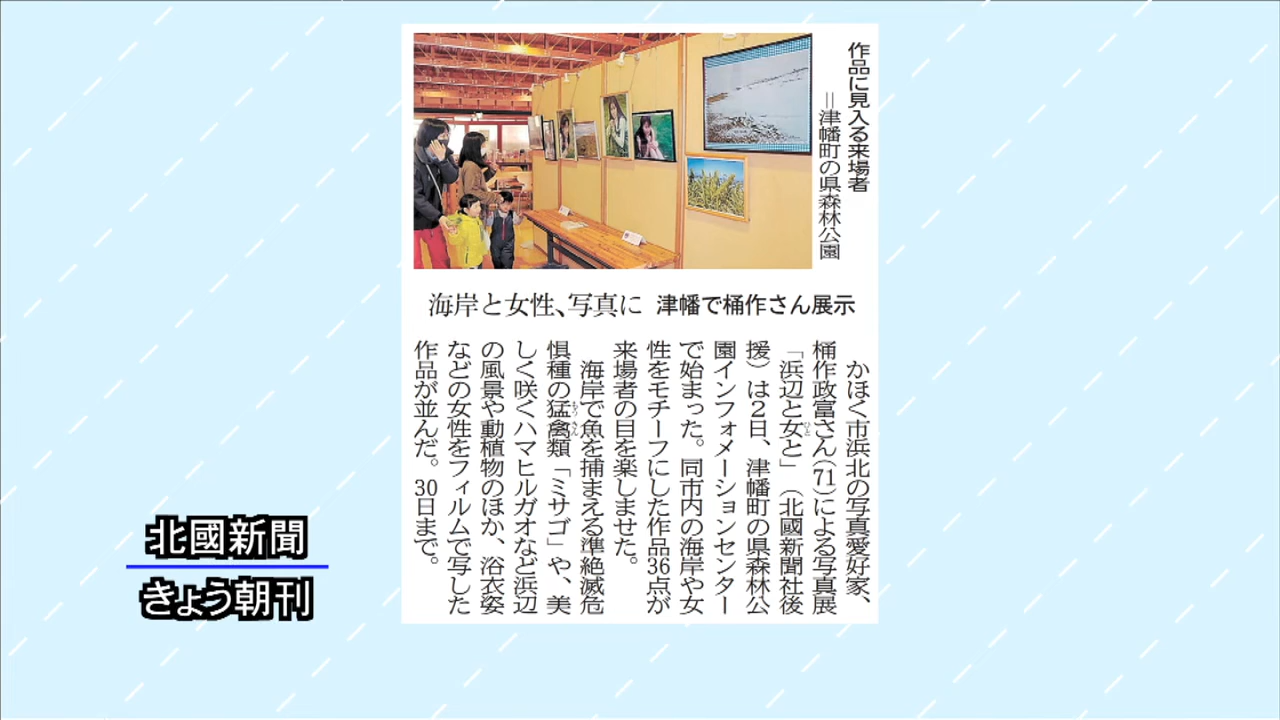 作品に見入る来場者
=津幡町の県森林公園
海岸と女性、写真に 津幡で桶作さん展示
かほく市浜北の写真愛好家、
桶作政富さん(71)による写真展
「浜辺と女と」(北國新聞社後
ひと
援)は2日、津幡町の県森林公
園インフォメーションセンター
で始まった。同市内の海岸や女
性をモチーフにした作品36点が
来場者の目を楽しませた。
海岸で魚を捕まえる準絶滅危
惧種の猛禽類「ミサゴ」や、美
もうきん
しく咲くハマヒルガオなど浜辺
の風景や動植物のほか、浴衣姿
などの女性をフィルムで写した
作品が並んだ。30日まで。
北國新聞
きょう朝刊